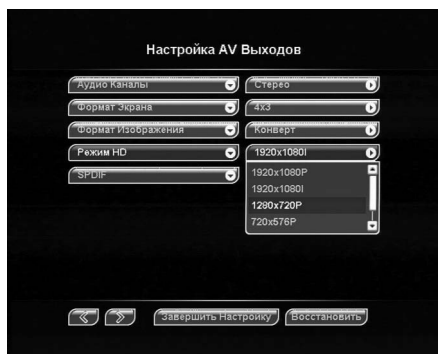 Настройка AV Выходов
Аудио Каналы Стерео
Формат Экрана 4x3
Формат Изображения Конверт
Режим HD 1920x1080I
SPDIF 1920x1080P
1920x1080I
1280x720P
720x576P
Завершить Настройку Восстановить